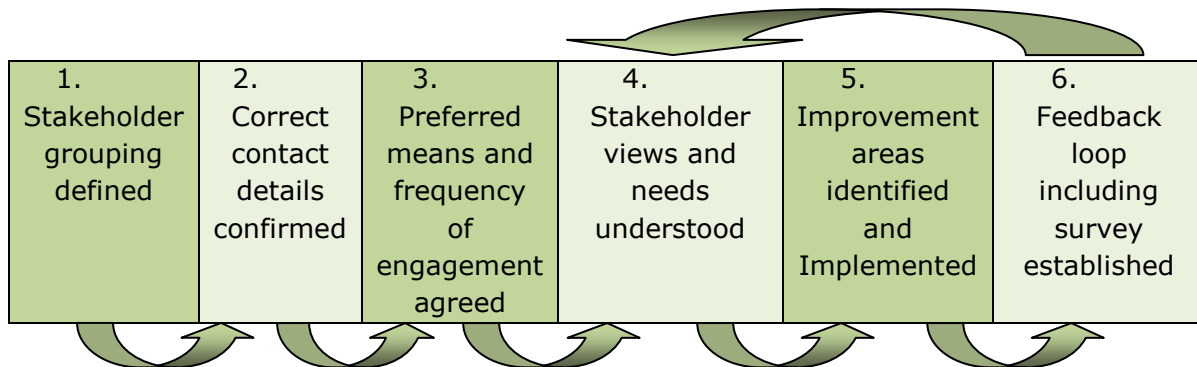 1.
Stakeholder
grouping
defined
2.
Correct
contact
details
confirmed
3.
Preferred
means and
frequency
of
engagement
agreed
4.
Stakeholder
views and
needs
understood
5.
Improvement
areas
identified
and
Implemented
6.
Feedback
loop
including
survey
established